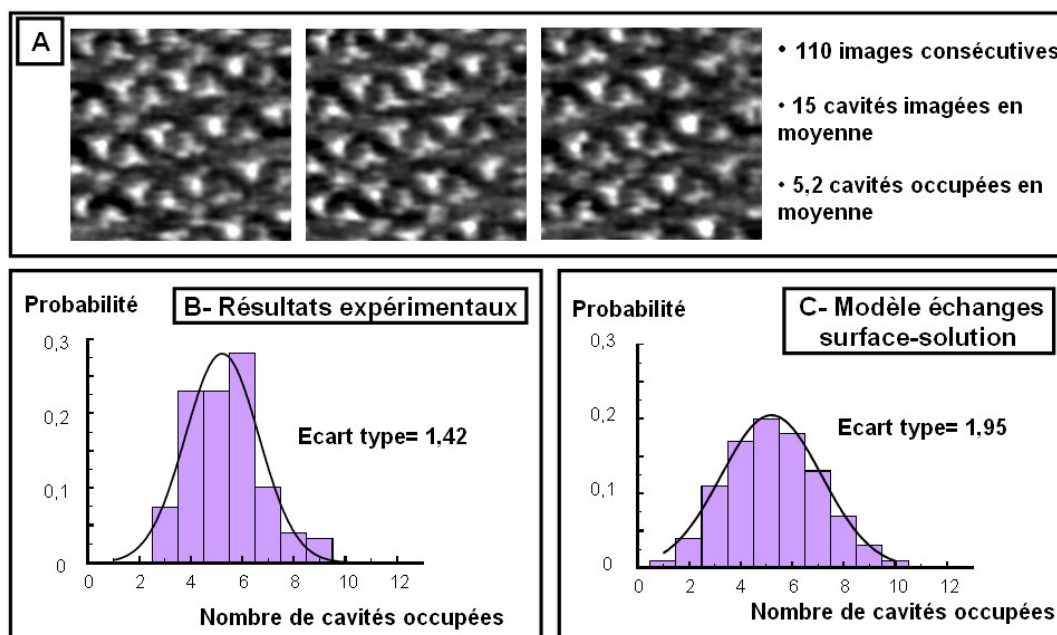 A
• 110 images consécutives
• 15 cavités imagées en
moyenne
• 5,2 cavités occupées en
moyenne
Probabilité
B- Résultats expérimentaux
0,3
0,2
0,1
0
Ecart type= 1,42
0 2 4 6 8 10 12
Nombre de cavités occupées
Probabilité
C- Modèle échanges
surface-solution
0,3
0,2
0,1
0
Ecart type= 1,95
0 2 4 6 8 10 12
Nombre de cavités occupées